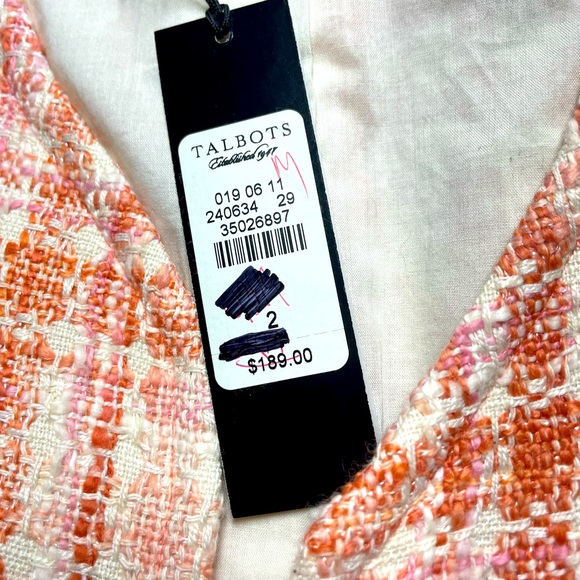 TALBOTS
Established 1947
M
019 06 11
240634 29
35026897
2
$189.00